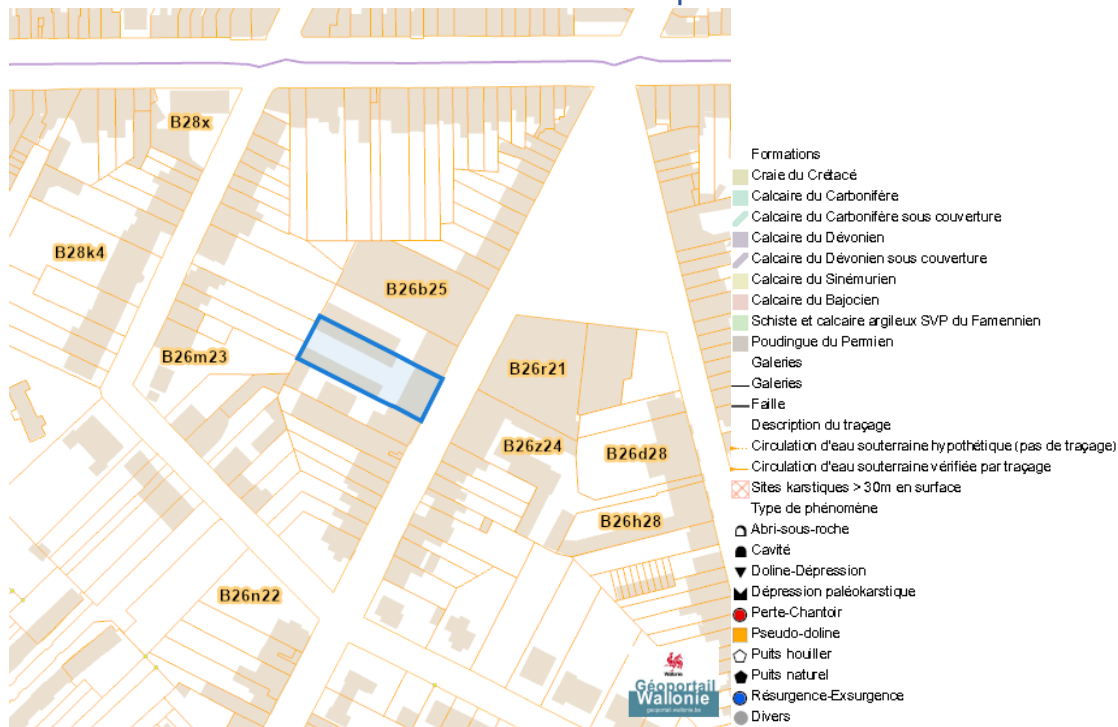 B28x
B28k4
B26b25
B26m23
B26r21
B26z24
B26d28
B26h28
B26n22
Wallonie
Géoportail
Wallonie
geoportail.wallonie.be
Formations
Craie du Crétacé
Calcaire du Carbonifère
Calcaire du Carbonifère sous couverture
Calcaire du Dévonien
Calcaire du Dévonien sous couverture
Calcaire du Sinémurien
Calcaire du Bajocien
Schiste et calcaire argileux SVP du Famennien
Poudingue du Permien
Galeries
Galeries
Faille
Description du traçage
Circulation d'eau souterraine hypothétique (pas de traçage)
Circulation d'eau souterraine vérifiée par traçage
Sites karstiques > 30m en surface
Type de phénomène
Abri-sous-roche
Cavité
Doline-Dépression
Dépression paléokarstique
Perte-Chantoir
Pseudo-doline
Puits houiller
Puits naturel
Résurgence-Exsurgence
Divers